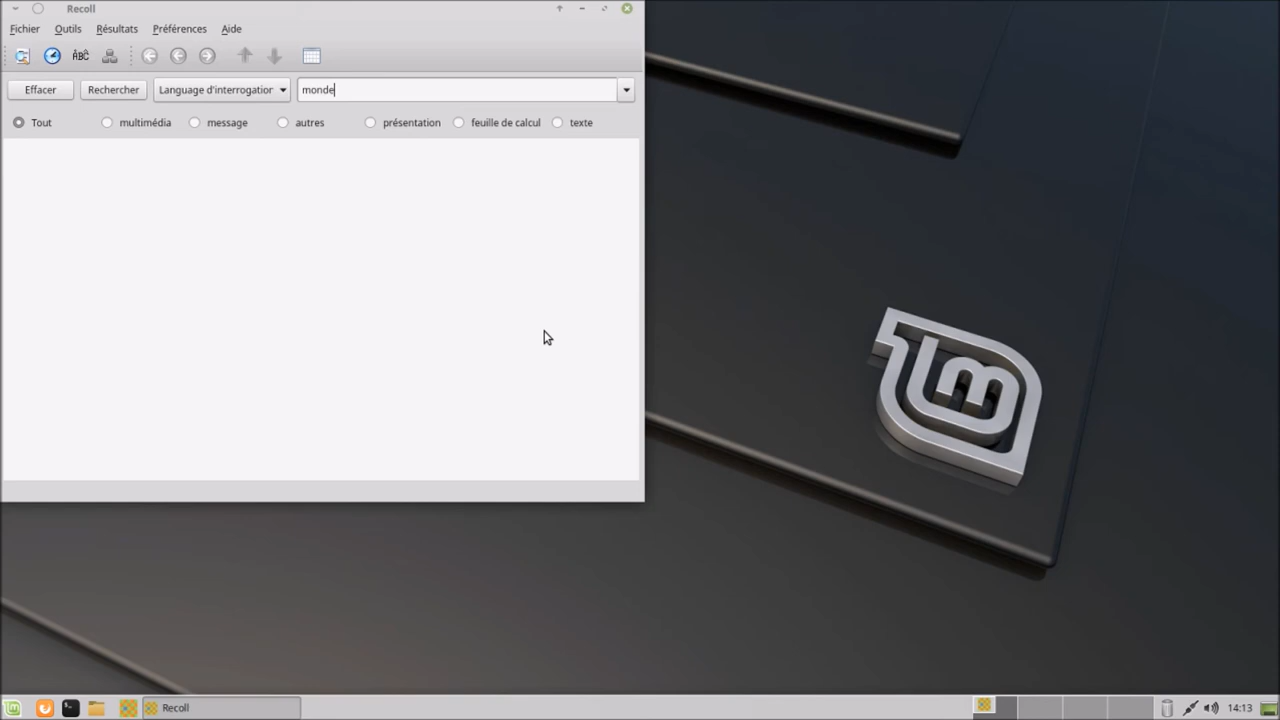 Recoll
Fichier Outils Résultats Préférences Aide
ABC
Effacer Rechercher Language d'interrogation monde
Tout multimédia message autres présentation feuille de calcul texte
Recoll 14:13